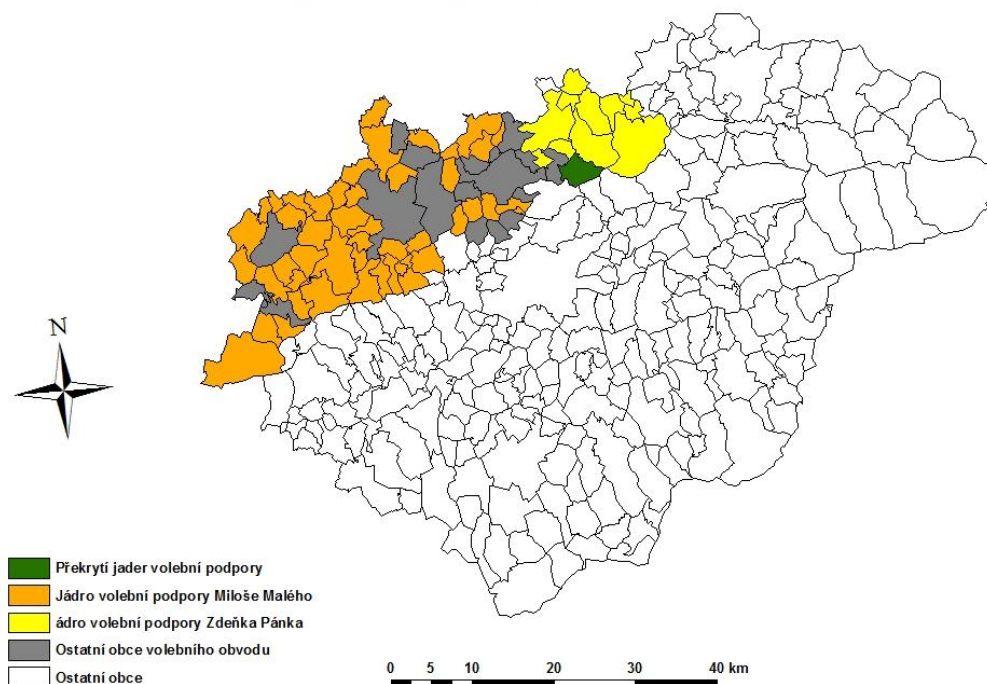 N
Překrytí jader volební podpory
Jádro volební podpory Miloše Malého
ádro volební podpory Zdeňka Pánka
Ostatní obce volebního obvodu
Ostatní obce
0 5 10 20 30 40 km